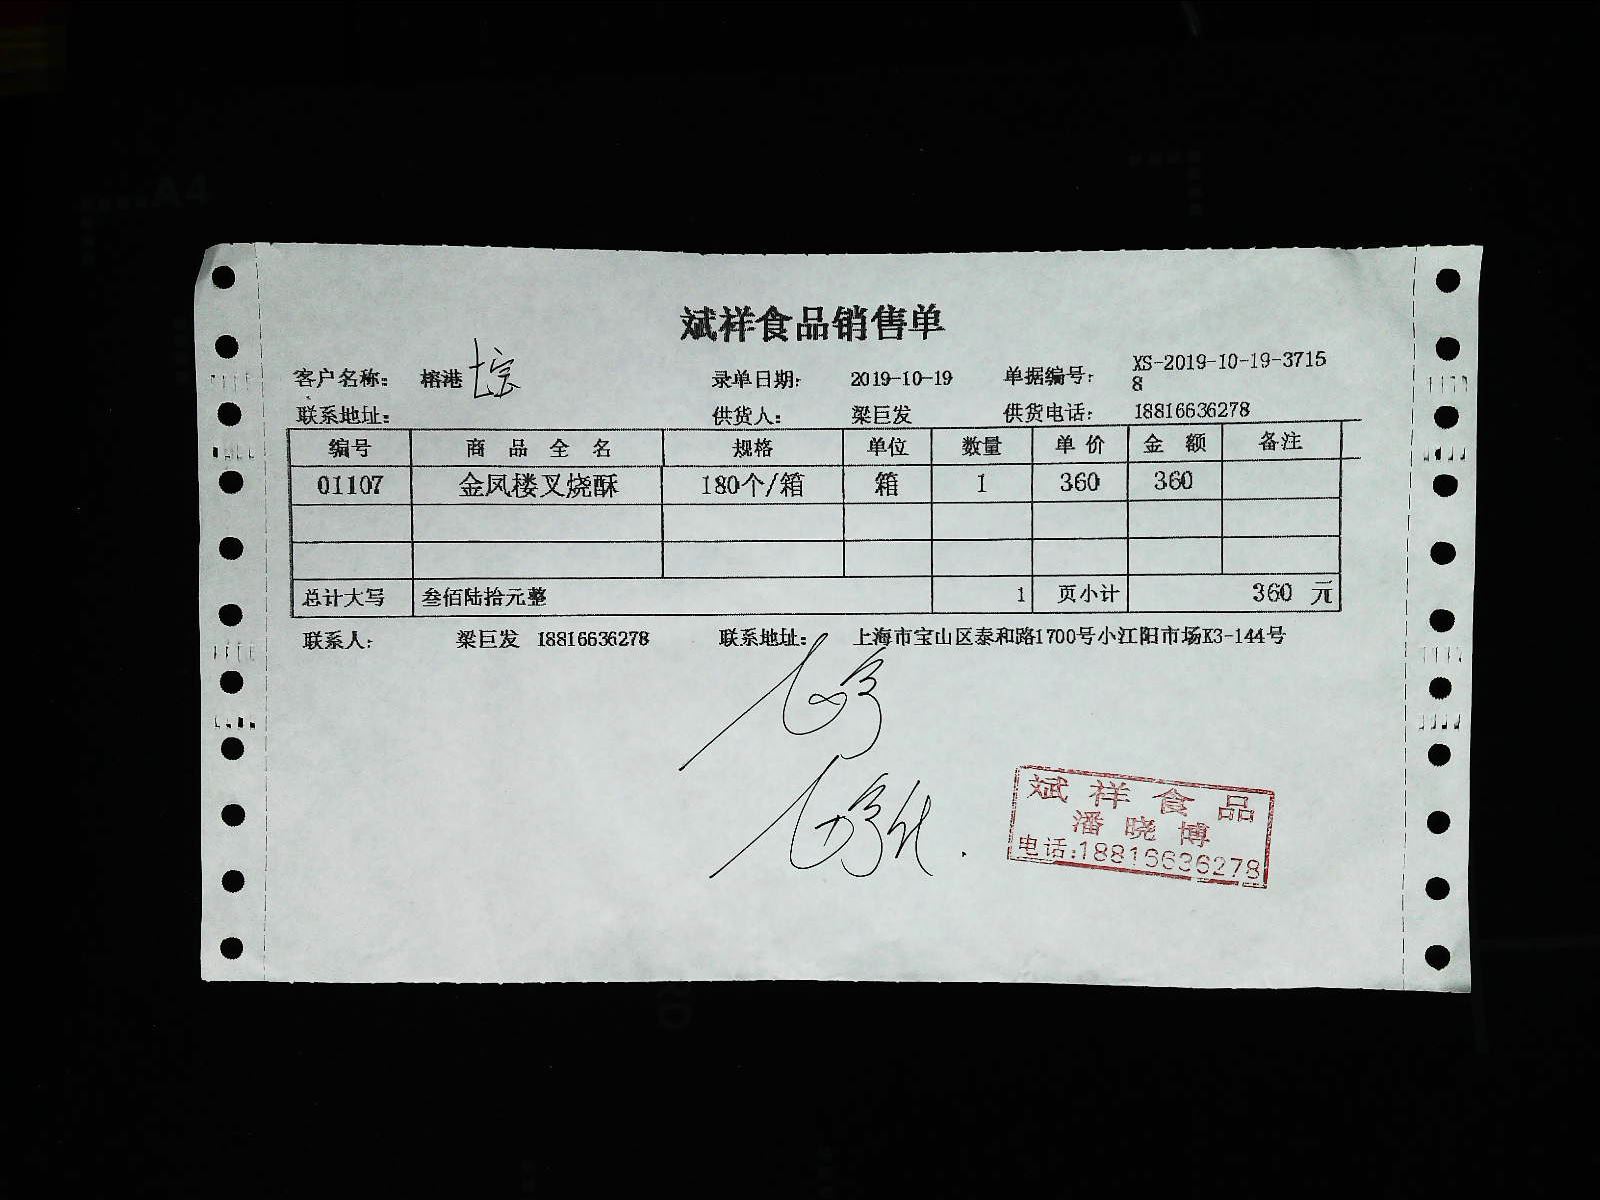 斌祥食品销售单
客户名称: 榕港 录单日期: 2019-10-19 单据编号: XS-2019-10-19-3715
8
联系地址: 供货人: 梁巨发 供货电话: 18816636278
编号 商品全名 规格 单位 数量 单价 金额 备注
01107 金凤楼叉烧酥 180个/箱 箱 1 360 360
总计大写 叁佰陆拾元整 1 页小计 360 元
联系人: 梁巨发 18816636278 联系地址: 上海市宝山区泰和路1700号小江阳市场K3-144号
斌祥食品
潘晓博
电话:18816636278